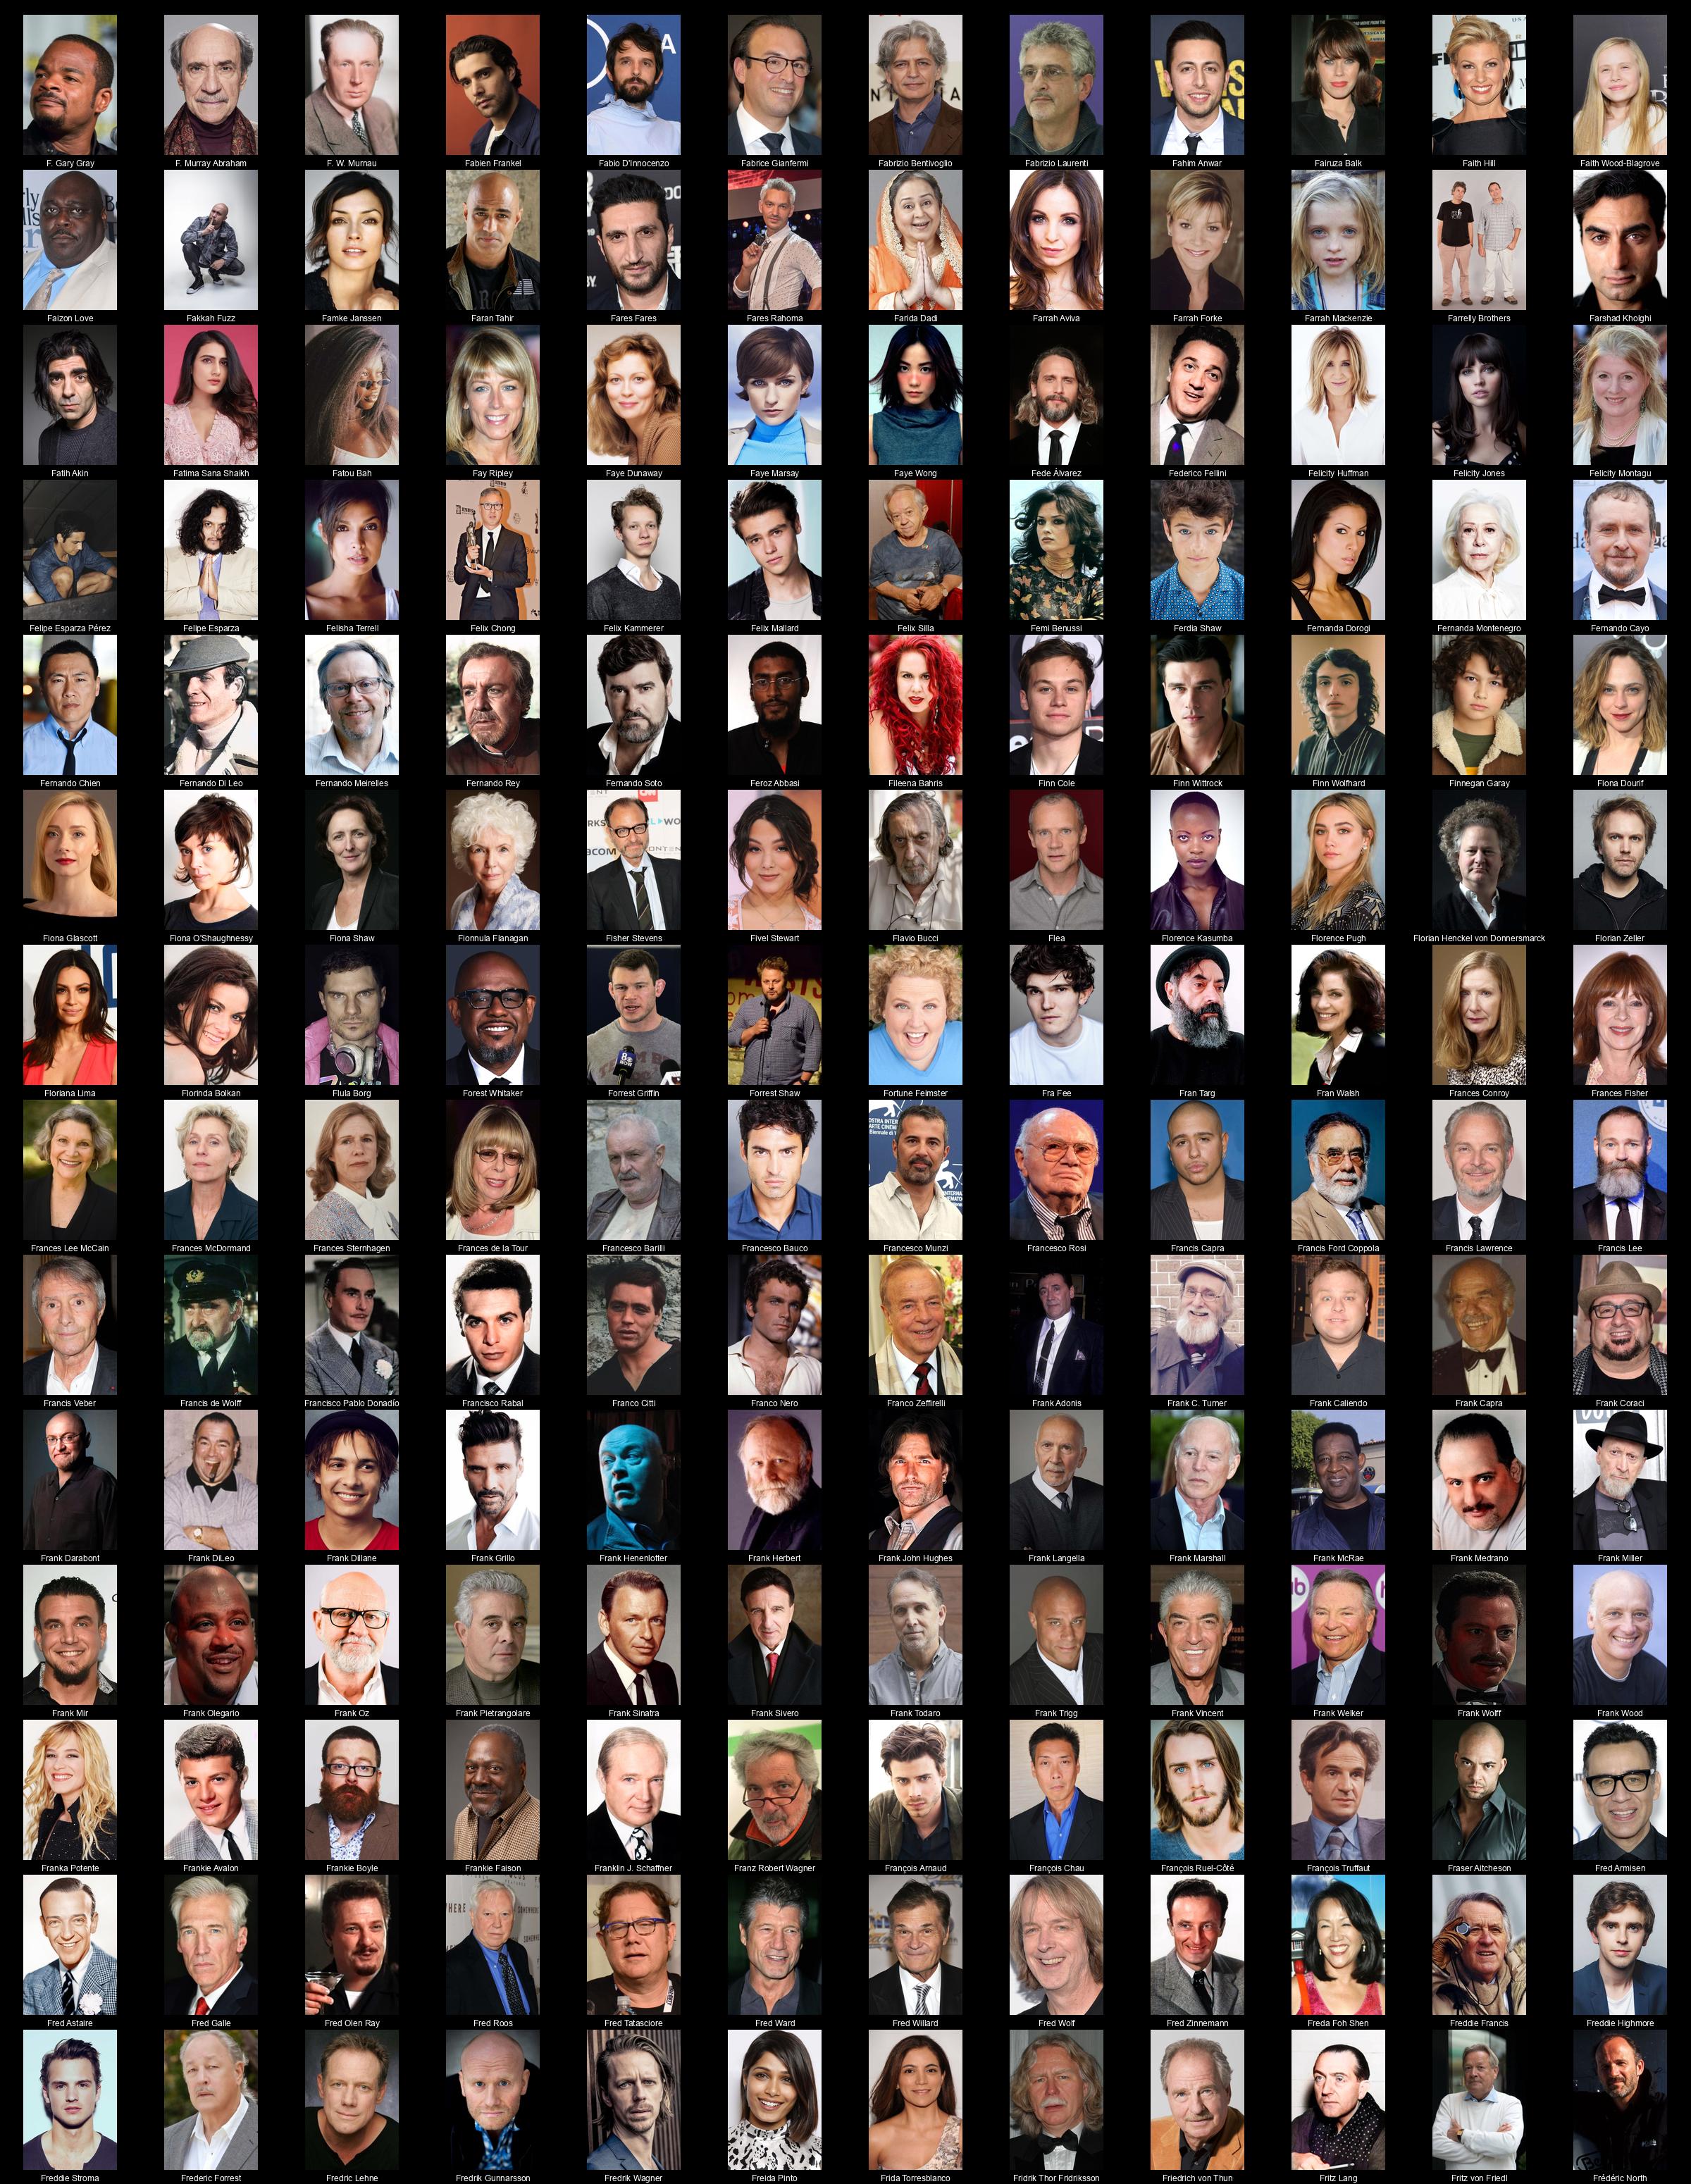 F. Gary Gray F. Murray Abraham F. W. Murnau Fabien Frankel Fabio D'Innocenzo Fabrice Gianfermi Fabrizio Bentivoglio Fabrizio Laurenti Fahim Anwar Fairuza Balk Faith Hill Faith Wood-Blagrove
Faizon Love Fakkah Fuzz Famke Janssen Faran Tahir Fares Fares Fares Rahoma Farida Dadi Farrah Aviva Farrah Forke Farrah Mackenzie Farrelly Brothers Farshad Kholghi
Fatih Akin Fatima Sana Shaikh Fatou Bah Fay Ripley Faye Dunaway Faye Marsay Faye Wong Fede Álvarez Federico Fellini Felicity Huffman Felicity Jones Felicity Montagu
Felipe Esparza Pérez Felipe Esparza Felisha Terrell Felix Chong Felix Kammerer Felix Mallard Felix Silla Femi Benussi Ferdia Shaw Fernanda Dorogi Fernanda Montenegro Fernando Cayo
Fernando Chien Fernando Di Leo Fernando Meirelles Fernando Rey Fernando Soto Feroz Abbasi Fileena Bahris Finn Cole Finn Wittrock Finn Wolfhard Finnegan Garay Fiona Dourif
Fiona Glascott Fiona O'Shaughnessy Fiona Shaw Fionnula Flanagan Fisher Stevens Fivel Stewart Flavio Bucci Flea Florence Kasumba Florence Pugh Florian Henckel von Donnersmarck Florian Zeller
Floriana Lima Florinda Bolkan Flula Borg Forest Whitaker Forrest Griffin Forrest Shaw Fortune Feimster Fra Fee Fran Targ Fran Walsh Frances Conroy Frances Fisher
Frances Lee McCain Frances McDormand Frances Sternhagen Frances de la Tour Francesco Barilli Francesco Bauco Francesco Munzi Francesco Rosi Francis Capra Francis Ford Coppola Francis Lawrence Francis Lee
Francis Veber Francis de Wolff Francisco Pablo Donadío Francisco Rabal Franco Citti Franco Nero Franco Zeffirelli Frank Adonis Frank C. Turner Frank Caliendo Frank Capra Frank Coraci
Frank Darabont Frank DiLeo Frank Dillane Frank Grillo Frank Henenlotter Frank Herbert Frank John Hughes Frank Langella Frank Marshall Frank McRae Frank Medrano Frank Miller
Frank Mir Frank Olegario Frank Oz Frank Pietrangolare Frank Sinatra Frank Sivero Frank Todaro Frank Trigg Frank Vincent Frank Welker Frank Wolff Frank Wood
Franka Potente Frankie Avalon Frankie Boyle Frankie Faison Franklin J. Schaffner Franz Robert Wagner François Arnaud François Chau François Ruel-Côté François Truffaut Fraser Aitcheson Fred Armisen
Fred Astaire Fred Galle Fred Olen Ray Fred Roos Fred Tatasciore Fred Ward Fred Willard Fred Wolf Fred Zinnemann Freda Foh Shen Freddie Francis Freddie Highmore
Freddie Stroma Frederic Forrest Fredric Lehne Fredrik Gunnarsson Fredrik Wagner Freida Pinto Frida Torresblanco Fridrik Thor Fridriksson Friedrich von Thun Fritz Lang Fritz von Friedl Frédéric North